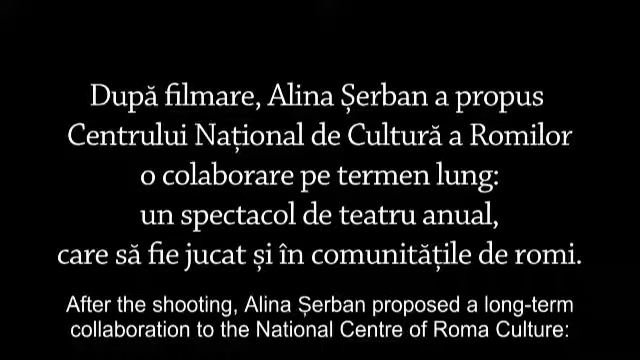 După filmare, Alina Șerban a propus
Centrului Național de Cultură a Romilor
o colaborare pe termen lung:
un spectacol de teatru anual,
care să fie jucat și în comunitățile de romi.
After the shooting, Alina Șerban proposed a long-term
collaboration to the National Centre of Roma Culture: